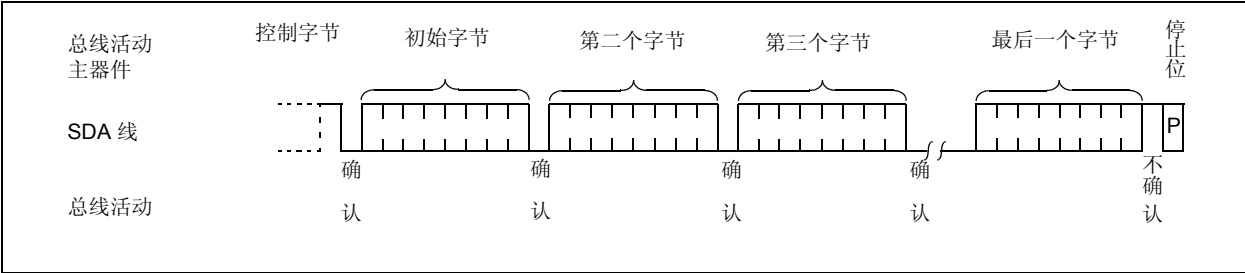 总线活动
主器件
控制字节
初始字节
第二个字节
第三个字节
最后一个字节
停止位
SDA 线
P
确认
确认
确认
确认
不确认
总线活动